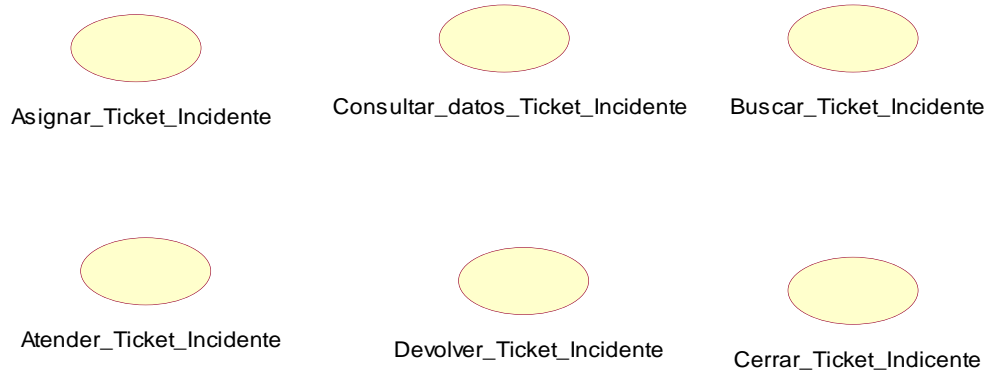 Asignar_Ticket_Incidente
Consultar_datos_Ticket_Incidente
Buscar_Ticket_Incidente
Atender_Ticket_Incidente
Devolver_Ticket_Incidente
Cerrar_Ticket_Indicente